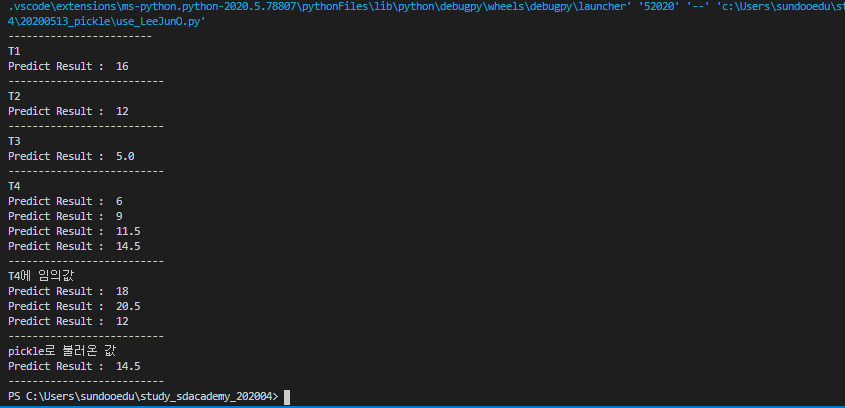 .vscode\extensions\ms-python.python-2020.5.78807\pythonFiles\lib\python\debugpy\wheels\debugpy\launcher' '52020' '--' 'c:\Users\sundooedu\st
4\20200513_pickle\use_LeeJunO.py'
------------------------
T1
Predict Result :  16
--------------------------
T2
Predict Result :  12
--------------------------
T3
Predict Result :  5.0
--------------------------
T4
Predict Result :  6
Predict Result :  9
Predict Result :  11.5
Predict Result :  14.5
--------------------------
T4에 임의값
Predict Result :  18
Predict Result :  20.5
Predict Result :  12
--------------------------
pickle로 불러온 값
Predict Result :  14.5
--------------------------
PS C:\Users\sundooedu\study_sdacademy_202004>